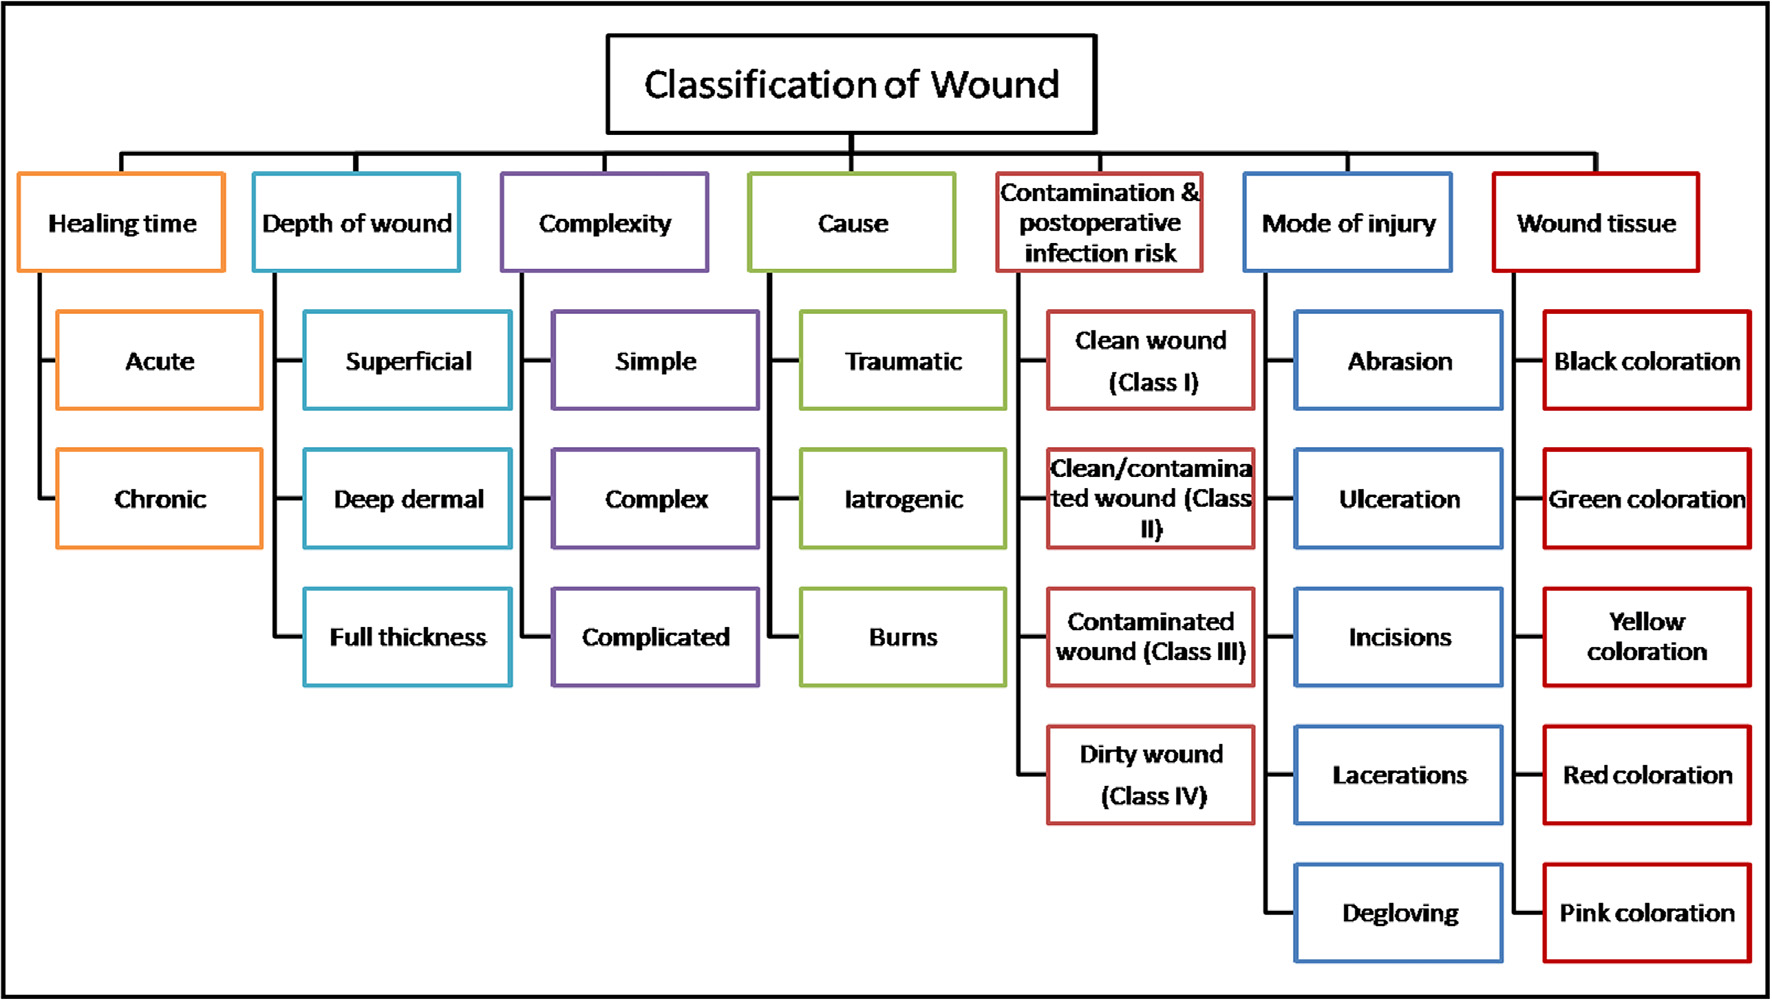 Classification of Wound
Healing time
Acute
Chronic
Depth of wound
Superficial
Deep dermal
Full thickness
Complexity
Simple
Complex
Complicated
Cause
Traumatic
Iatrogenic
Burns
Contamination &
postoperative
infection risk
Clean wound
(Class I)
Clean/contamina
ted wound (Class
II)
Contaminated
wound (Class III)
Dirty wound
(Class IV)
Mode of injury
Abrasion
Ulceration
Incisions
Lacerations
Degloving
Wound tissue
Black coloration
Green coloration
Yellow
coloration
Red coloration
Pink coloration